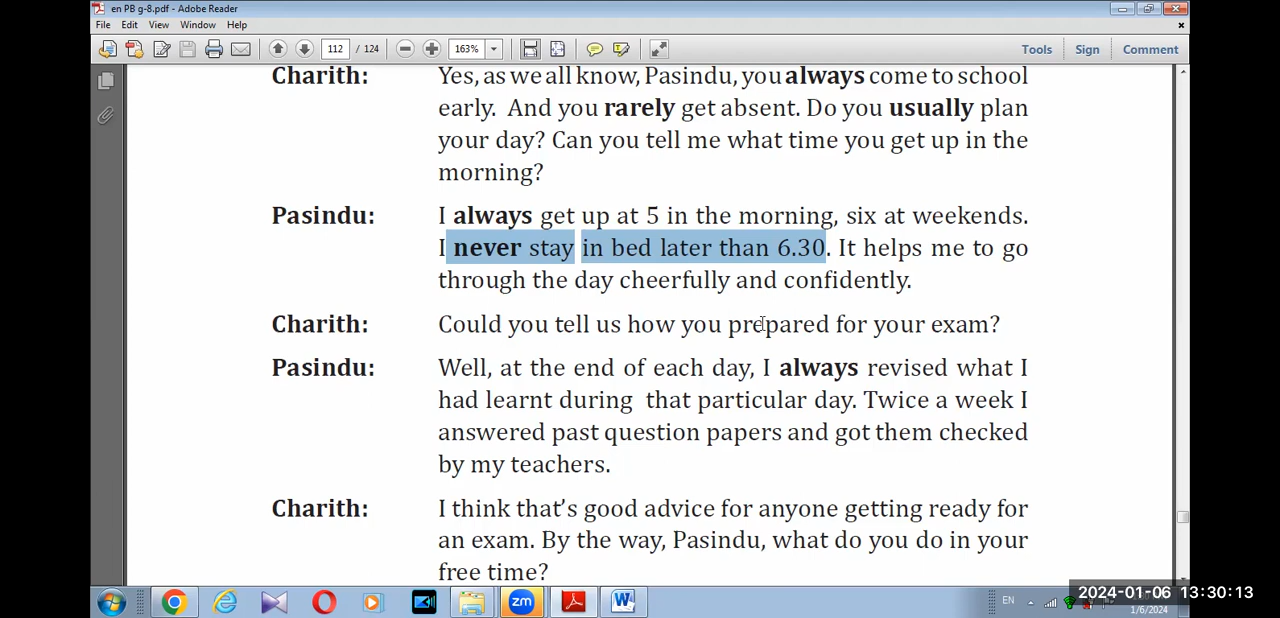 en PB g-8.pdf - Adobe Reader
File Edit View Window Help
112 / 124 163% Tools Sign Comment
Charith: Yes, as we all know, Pasindu, you always come to school
early. And you rarely get absent. Do you usually plan
your day? Can you tell me what time you get up in the
morning?
Pasindu: I always get up at 5 in the morning, six at weekends.
I never stay in bed later than 6.30. It helps me to go
through the day cheerfully and confidently.
Charith: Could you tell us how you prepared for your exam?
Pasindu: Well, at the end of each day, I always revised what I
had learnt during that particular day. Twice a week I
answered past question papers and got them checked
by my teachers.
Charith: I think that's good advice for anyone getting ready for
an exam. By the way, Pasindu, what do you do in your
free time?
zm W EN
2024-01-06 13:30:13
1/6/2024